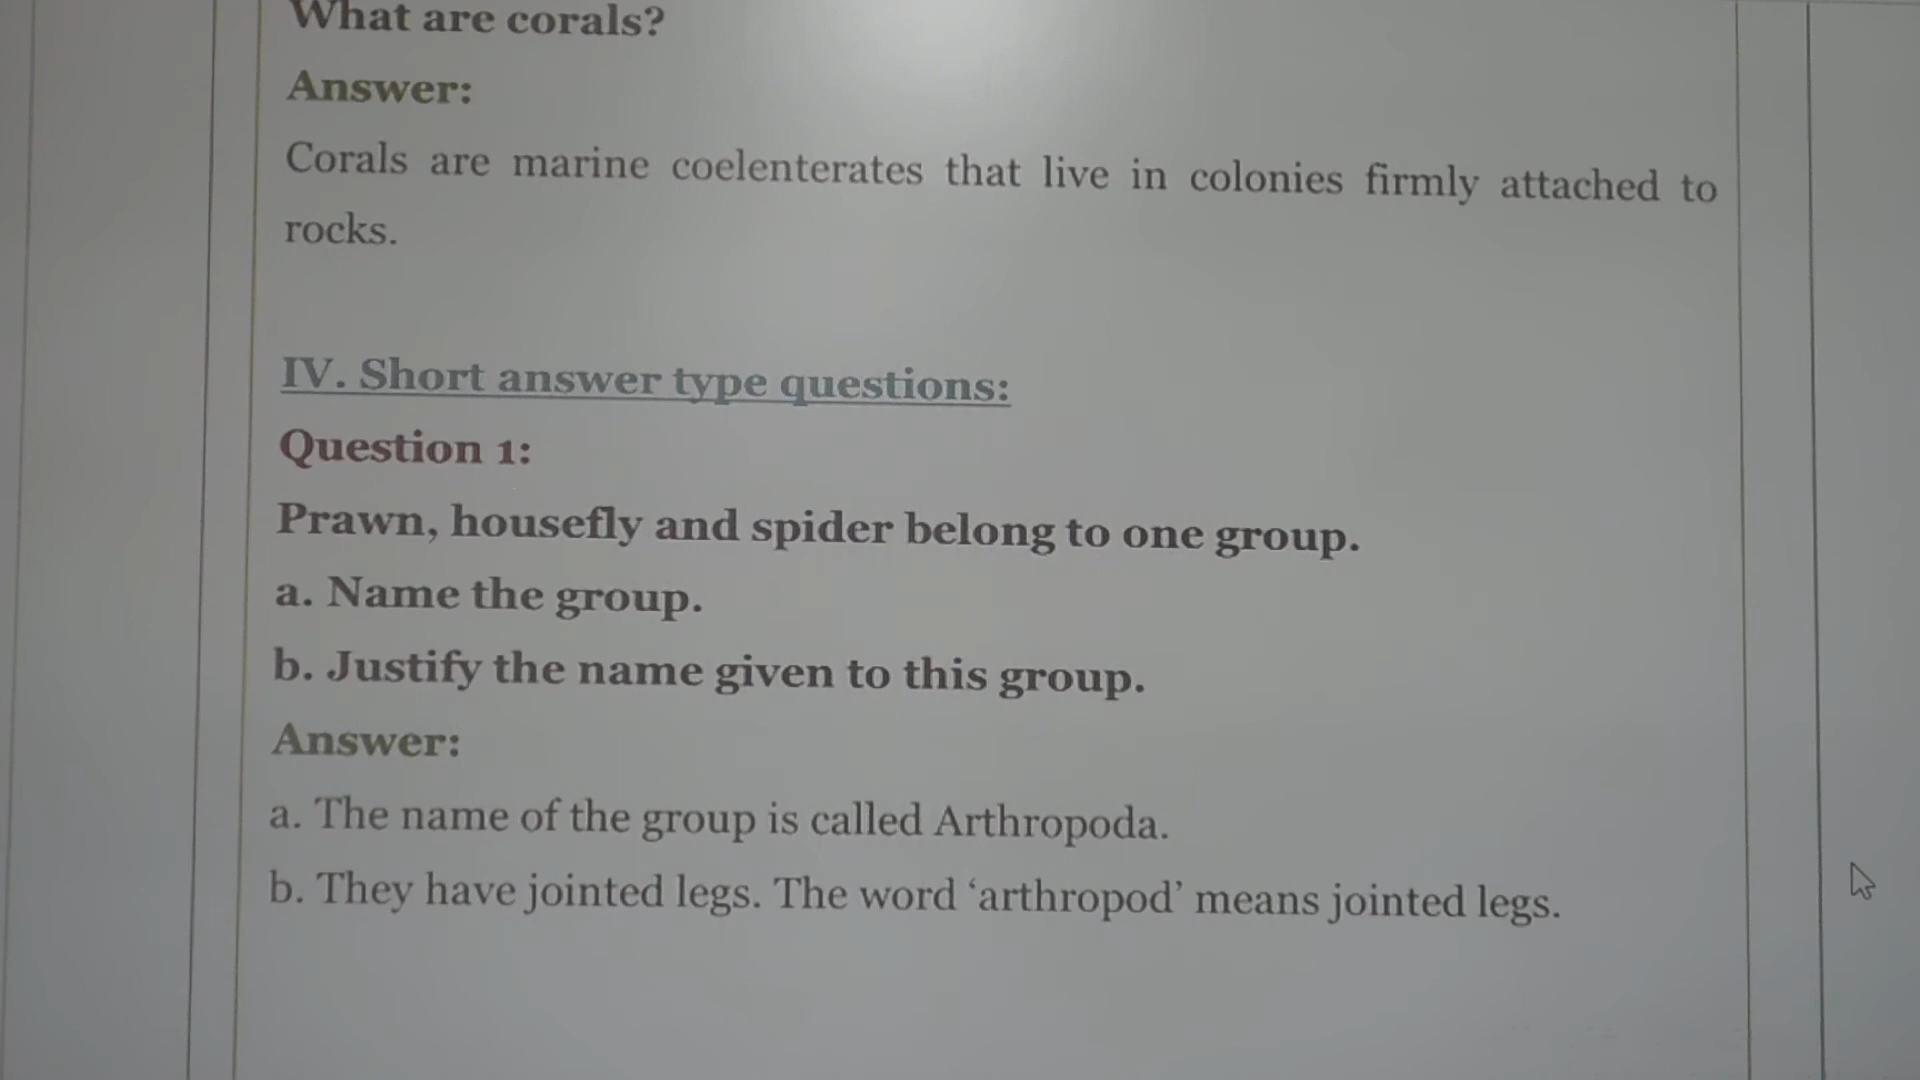 What are corals?
Answer:
Corals are marine coelenterates that live in colonies firmly attached to
rocks.
IV. Short answer type questions:
Question 1:
Prawn, housefly and spider belong to one group.
a. Name the group.
b. Justify the name given to this group.
Answer:
a. The name of the group is called Arthropoda.
b. They have jointed legs. The word ‘arthropod’ means jointed legs.